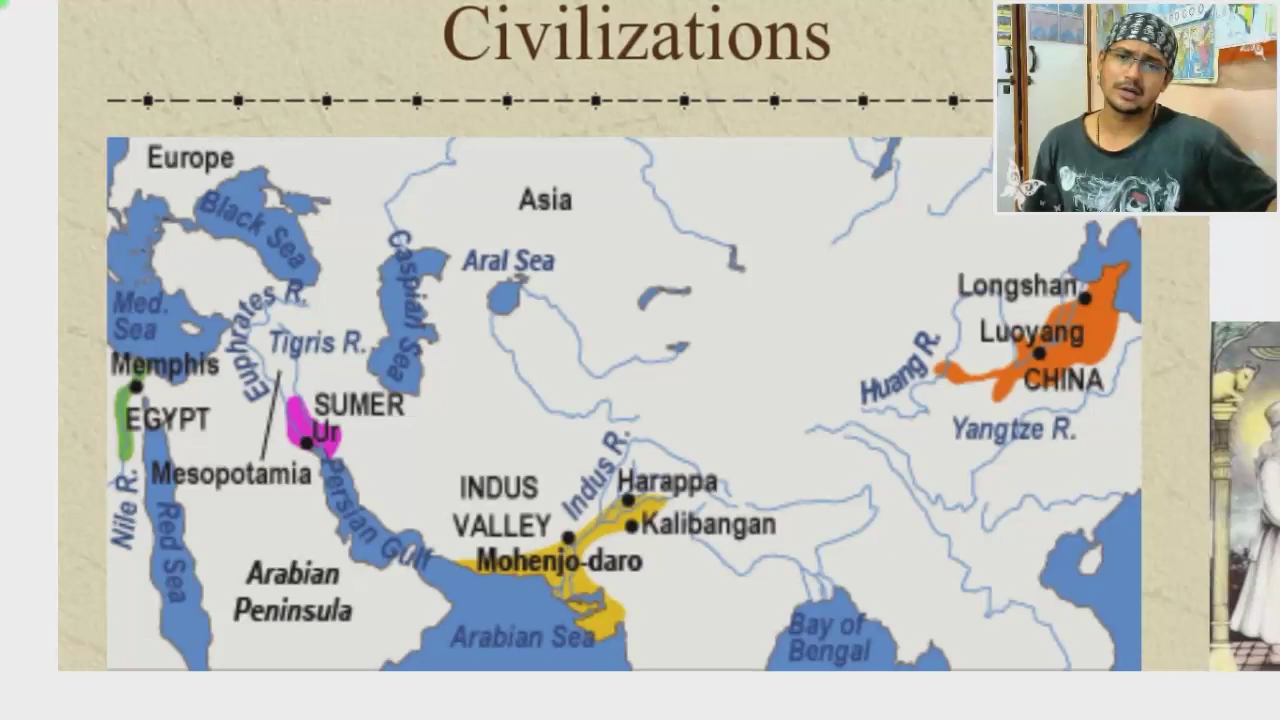 Civilizations
Europe
Black Sea
Asia
Caspian Sea
Aral Sea
Med.
Sea
Euphrates R.
Tigris R.
Memphis
EGYPT
SUMER
Ur
Mesopotamia
Nile R.
Red Sea
Persian Gulf
Arabian
Peninsula
INDUS
VALLEY
Indus R.
Harappa
Kalibangan
Mohenjo-daro
Arabian Sea
Bay of
Bengal
Longshan
Luoyang
Huang R.
CHINA
Yangtze R.